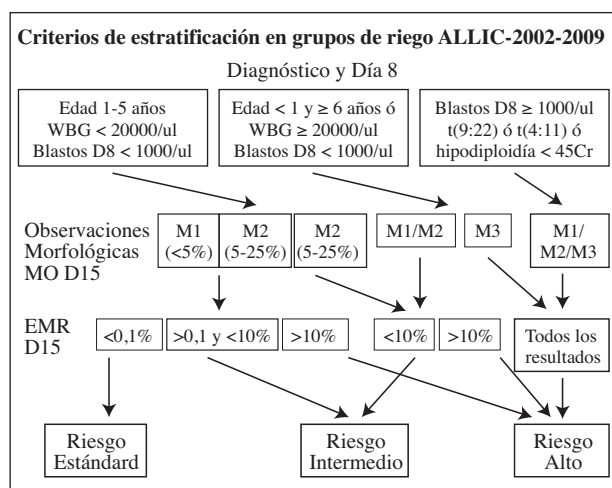 Criterios de estratificación en grupos de riego ALLIC-2002-2009
Diagnóstico y Día 8
Edad 1-5 años
WBG < 20000/ul
Blastos D8 < 1000/ul
Edad < 1 y ≥ 6 años ó
WBG ≥ 20000/ul
Blastos D8 < 1000/ul
Blastos D8 ≥ 1000/ul
t(9:22) ó t(4:11) ó
hipodiploidía < 45Cr
Observaciones
Morfológicas
MO D15
M1
(<5%)
M2
(5-25%)
M2
(5-25%)
M1/M2
M3
M1/
M2/M3
EMR
D15
<0,1%
>0,1 y <10%
>10%
<10%
>10%
Todos los
resultados
Riesgo
Estándard
Riesgo
Intermedio
Riesgo
Alto